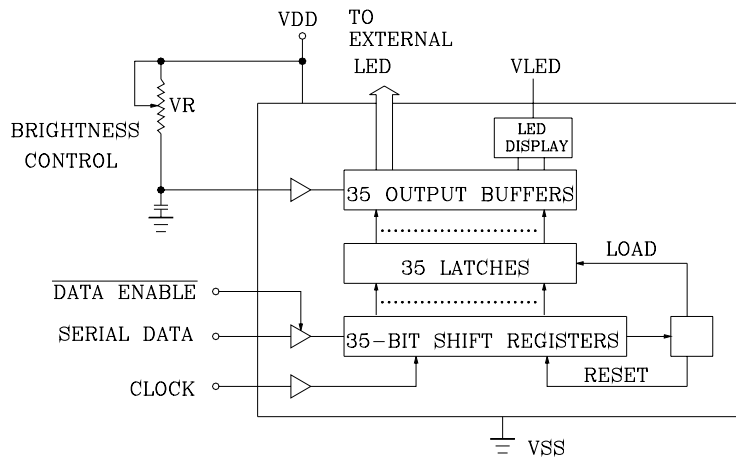 VDD
TO
EXTERNAL
LED
VLED
VR
BRIGHTNESS
CONTROL
LED
DISPLAY
35 OUTPUT BUFFERS
35 LATCHES
LOAD
DATA ENABLE
SERIAL DATA
35-BIT SHIFT REGISTERS
CLOCK
RESET
VSS